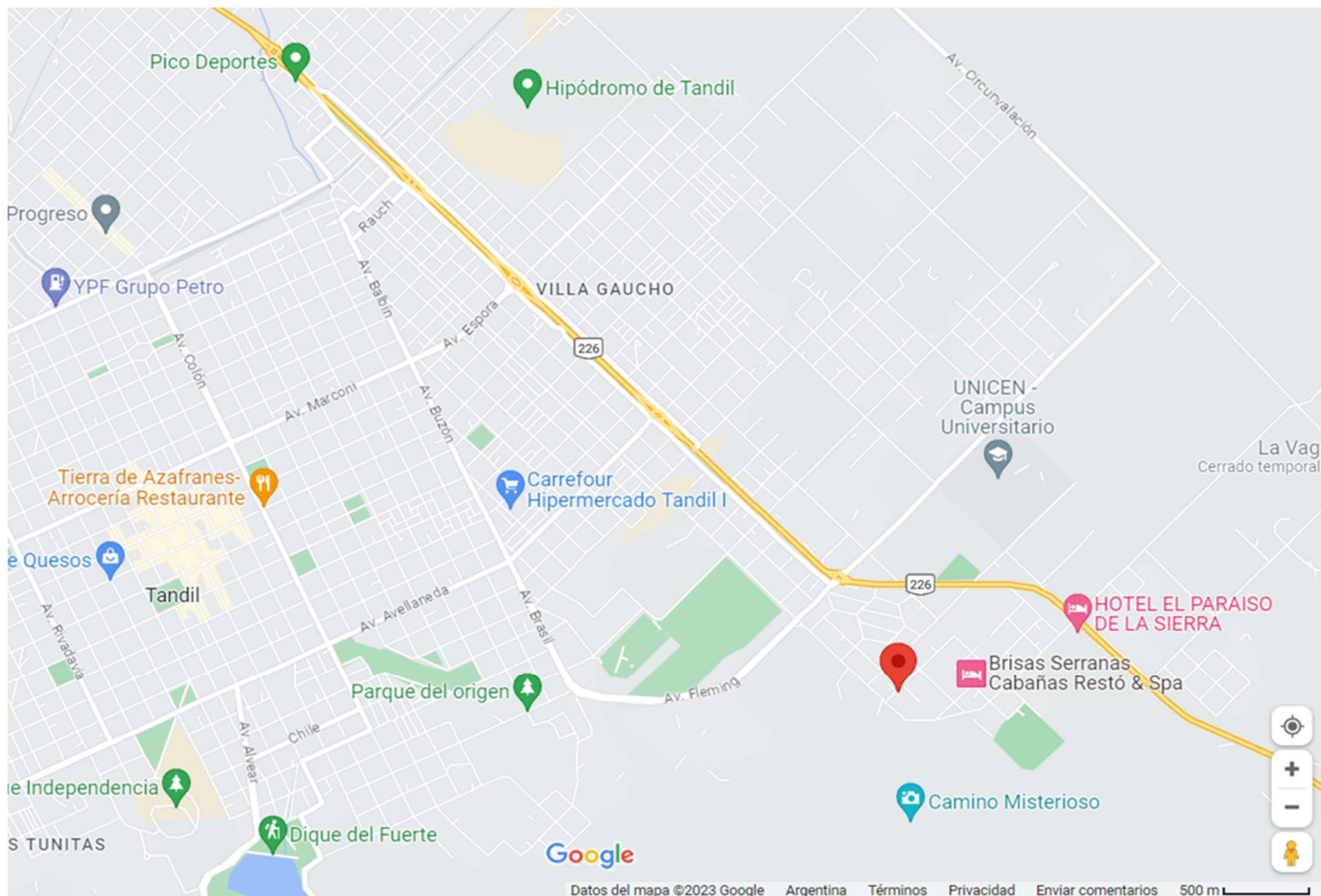 Pico Deportes
Hipódromo de Tandil
Av. Circunvalación
Progreso
Rauch
Av. Balbín
YPF Grupo Petro
VILLA GAUCHO
Av. Espora
Av. Colón
226
Av. Marconi
Av. Buzón
UNICEN -
Campus
Universitario
La Vag
Cerrado temporal
Tierra de Azafranes-
Arrocería Restaurante
Carrefour
Hipermercado Tandil I
e Quesos
Tandil
226
Av. Rivadavia
Av. Avellaneda
Av. Brasil
HOTEL EL PARAISO
DE LA SIERRA
Brisas Serranas
Cabañas Restó & Spa
Parque del origen
Av. Fleming
Av. Alvear
Chile
ue Independencia
Camino Misterioso
Dique del Fuerte
S TUNITAS
Google
Datos del mapa ©2023 Google Argentina Términos Privacidad Enviar comentarios 500 m